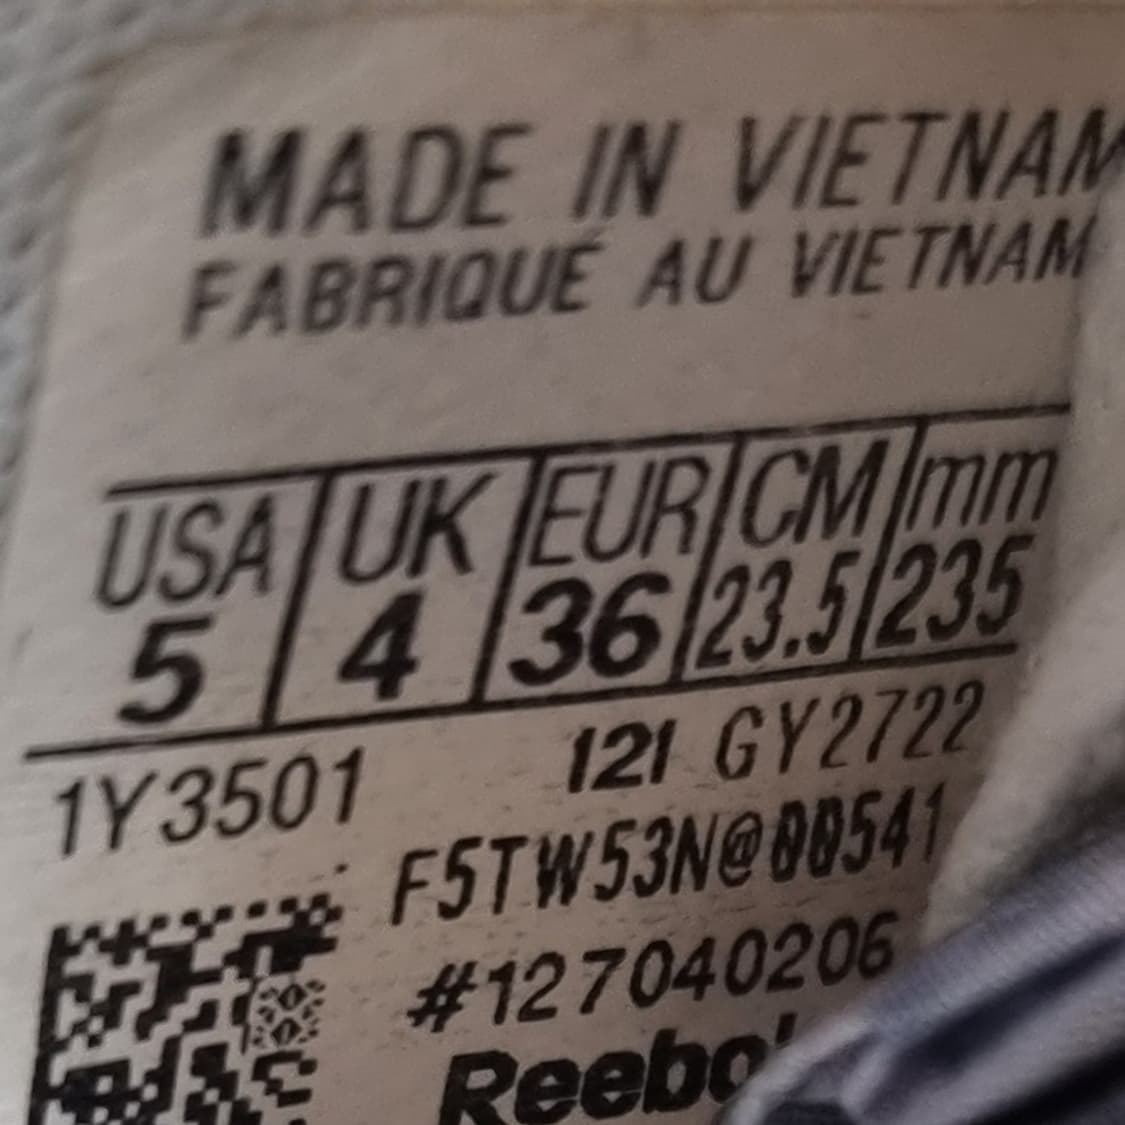 MADE IN VIETNAM
FABRIQUÉ AU VIETNAM
USA UK EUR CM mm
5 4 36 23.5 235
1Y3501 121 GY2722
F5TW53N@00541
#127040206
Reebo